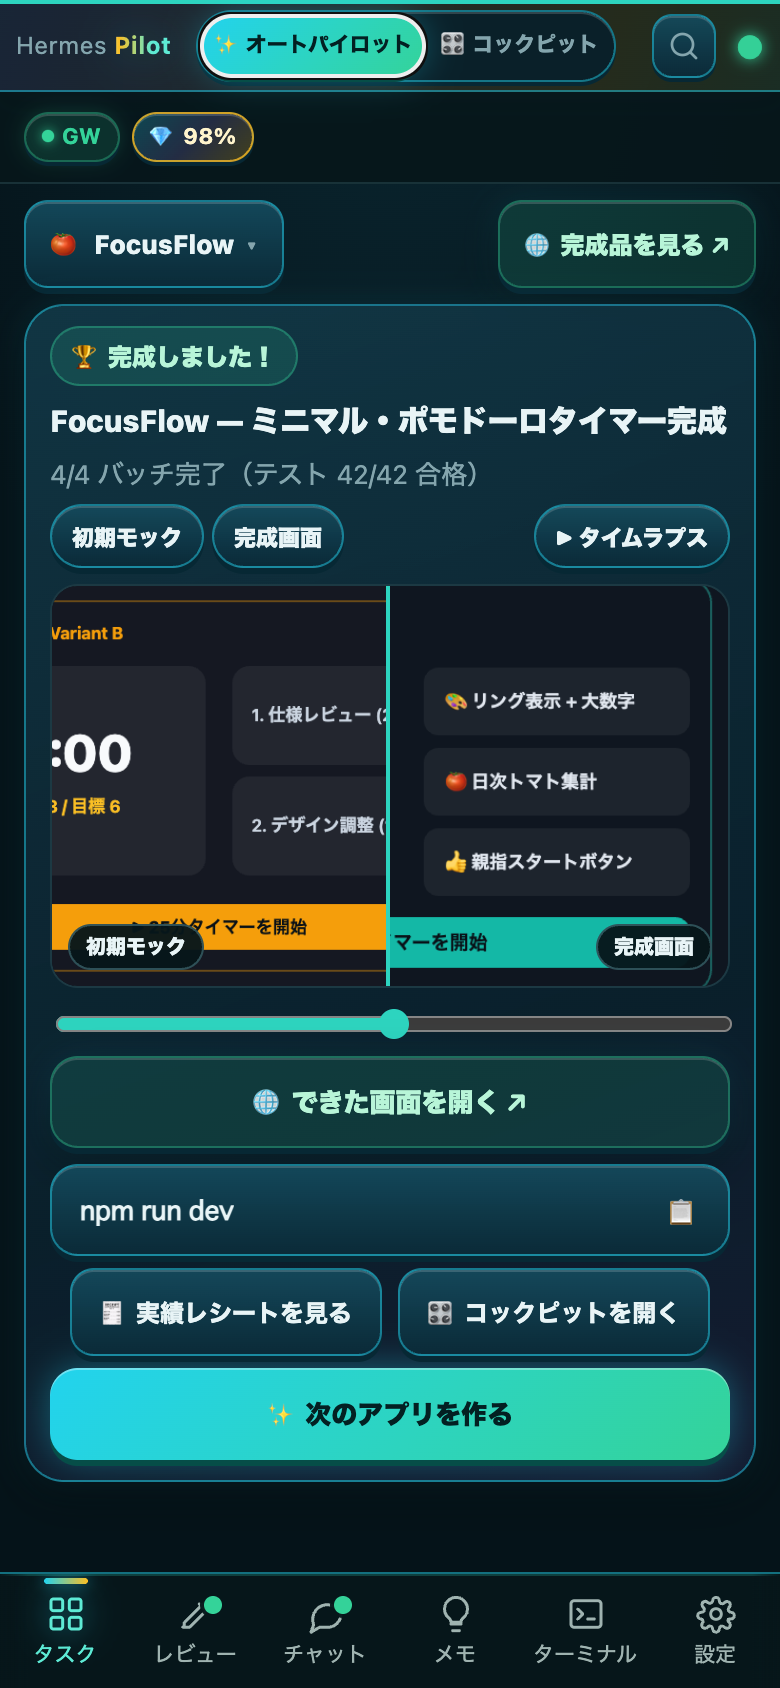 Hermes Pilot
✨ オートパイロット
🎛️ コックピット
GW
💎 98%
🍅 FocusFlow ▾
🌐 完成品を見る ↗
🏆 完成しました！
FocusFlow — ミニマル・ポモドーロタイマー完成
4/4 バッチ完了（テスト 42/42 合格）
初期モック
完成画面
▶ タイムラプス
Variant B
:00
3 / 目標 6
1. 仕様レビュー (2
2. デザイン調整 (
タイマーを開始
初期モック
🎨 リング表示 + 大数字
🍅 日次トマト集計
👍 親指スタートボタン
マーを開始
完成画面
🌐 できた画面を開く ↗
npm run dev 📋
🧾 実績レシートを見る
🎛️ コックピットを開く
✨ 次のアプリを作る
タスク
レビュー
チャット
メモ
ターミナル
設定